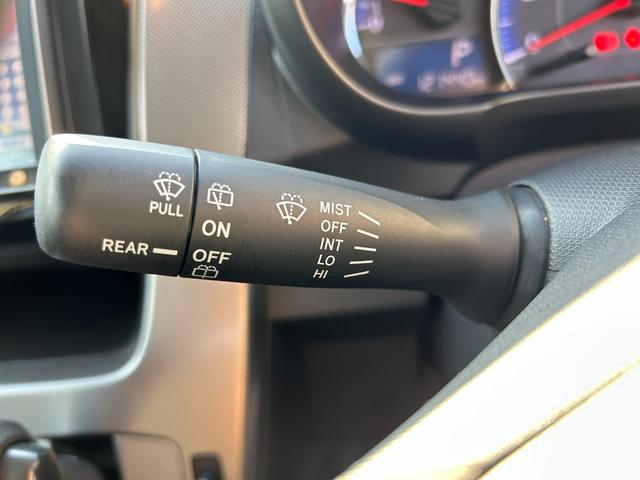 PULL
REAR
ON
OFF
MIST
OFF
INT
LO
HI
P